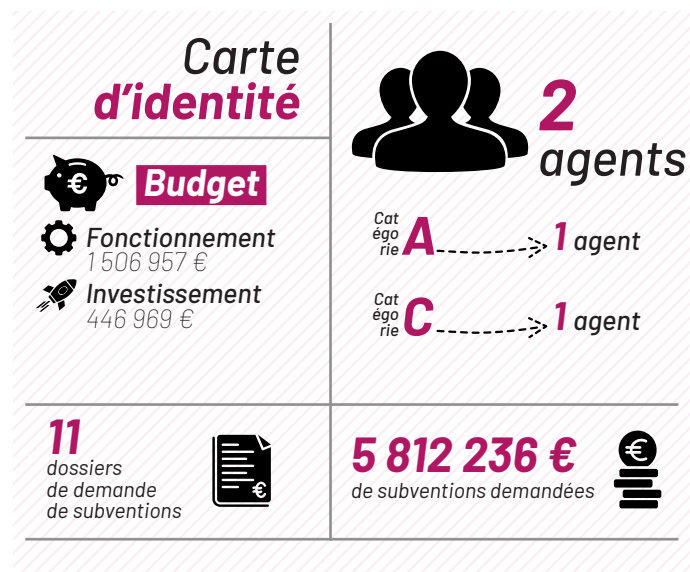 Carte
d'identité
€
Budget
Fonctionnement
1 506 957 €
Investissement
446 969 €
2
agents
Cat
égo
rie
A
1 agent
Cat
égo
rie
C
1 agent
11
dossiers
de demande
de subventions
€
5 812 236 €
de subventions demandées
€